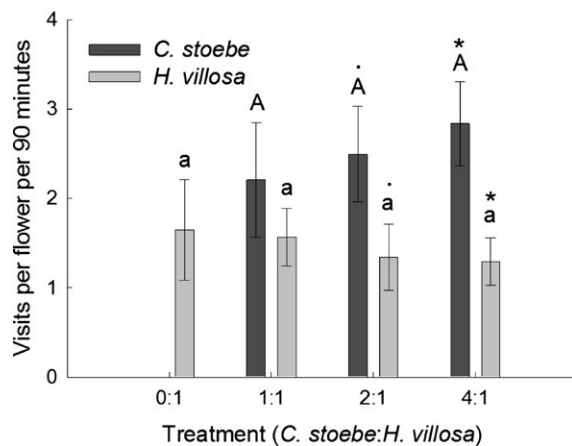 4
3
2
1
0
Visits per flower per 90 minutes
C. stoebe
H. villosa
a
A
a
·
A
·
a
*
A
*
a
0:1
1:1
2:1
4:1
Treatment (C. stoebe:H. villosa)